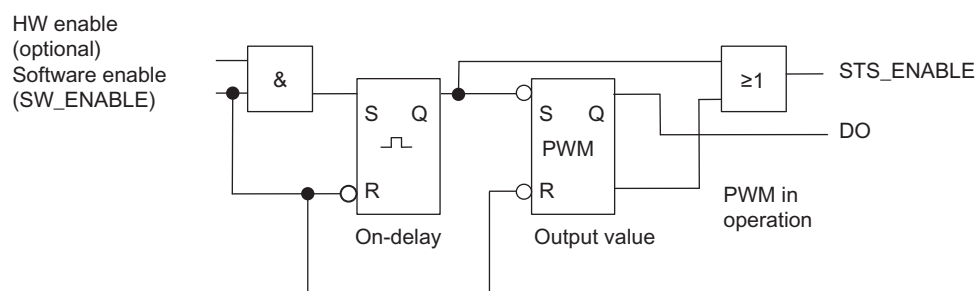 HW enable
(optional)
Software enable
(SW_ENABLE)
&
≥1
STS_ENABLE
S Q
R
On-delay
S Q
PWM
R
Output value
DO
PWM in
operation